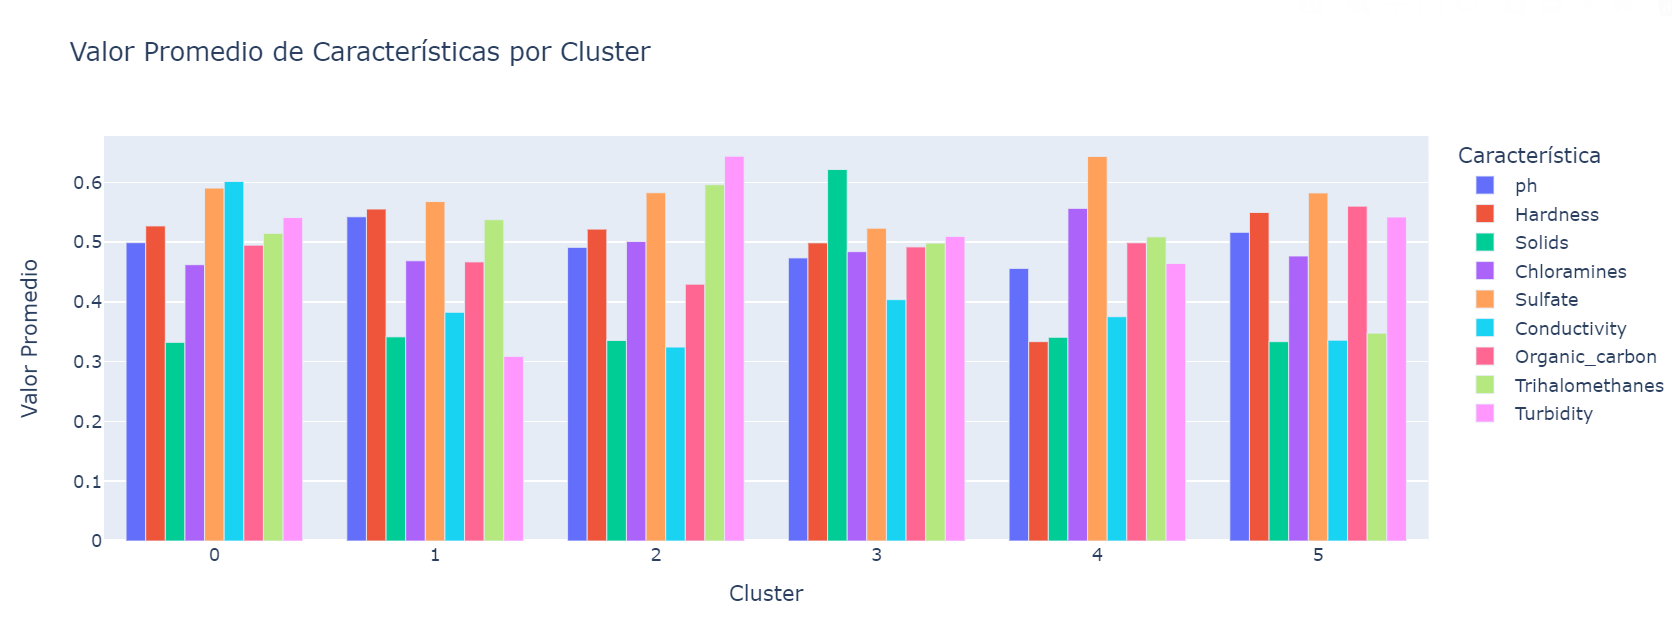 Valor Promedio de Características por Cluster
Valor Promedio
0.6
0.5
0.4
0.3
0.2
0.1
0
0 1 2 3 4 5
Cluster
Característica
ph
Hardness
Solids
Chloramines
Sulfate
Conductivity
Organic_carbon
Trihalomethanes
Turbidity